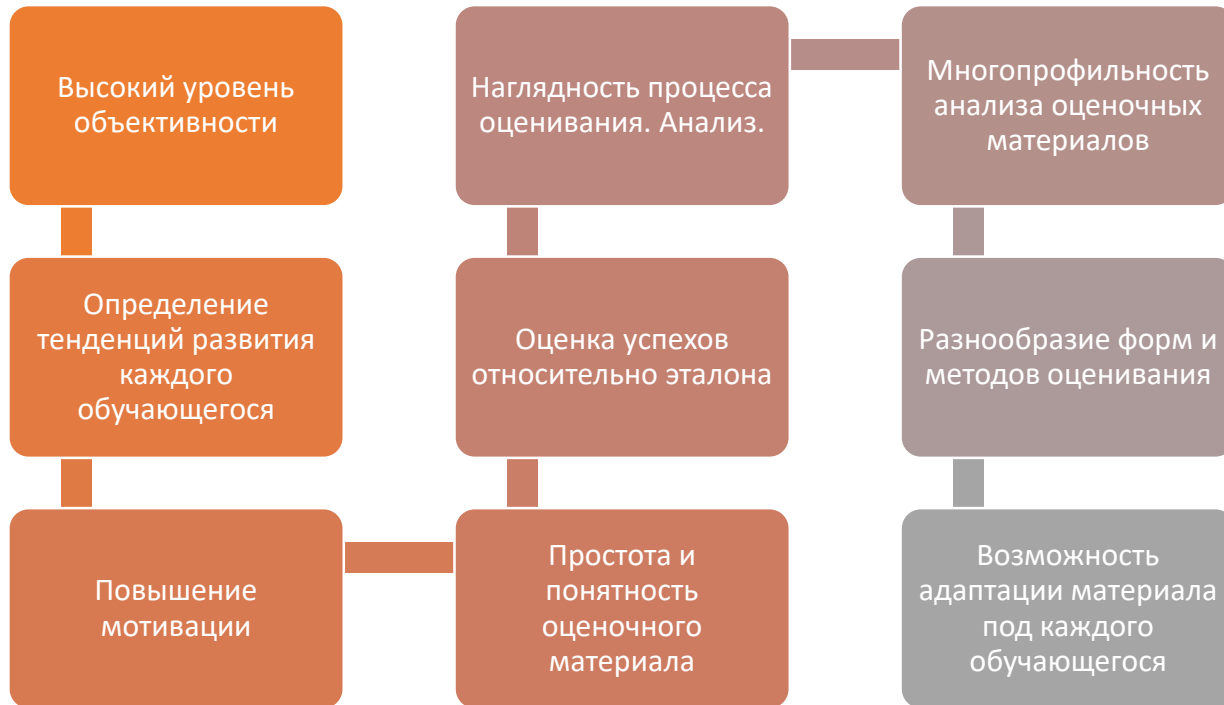 Высокий уровень
объективности
Определение
тенденций развития
каждого
обучающегося
Повышение
мотивации
Простота и
понятность
оценочного
материала
Оценка успехов
относительно эталона
Наглядность процесса
оценивания. Анализ.
Многопрофильность
анализа оценочных
материалов
Разнообразие форм и
методов оценивания
Возможность
адаптации материала
под каждого
обучающегося